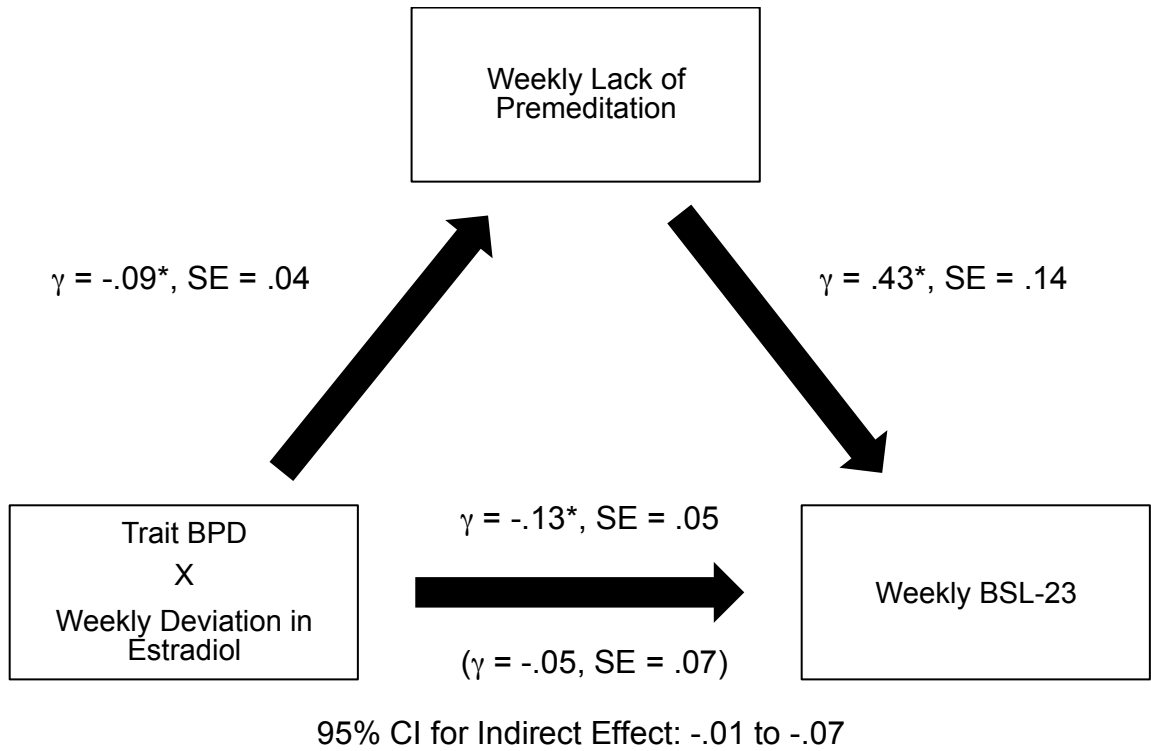 Weekly Lack of
Premeditation
γ = -.09*, SE = .04
γ = .43*, SE = .14
Trait BPD
X
Weekly Deviation in
Estradiol
γ = -.13*, SE = .05
(γ = -.05, SE = .07)
Weekly BSL-23
95% CI for Indirect Effect: -.01 to -.07